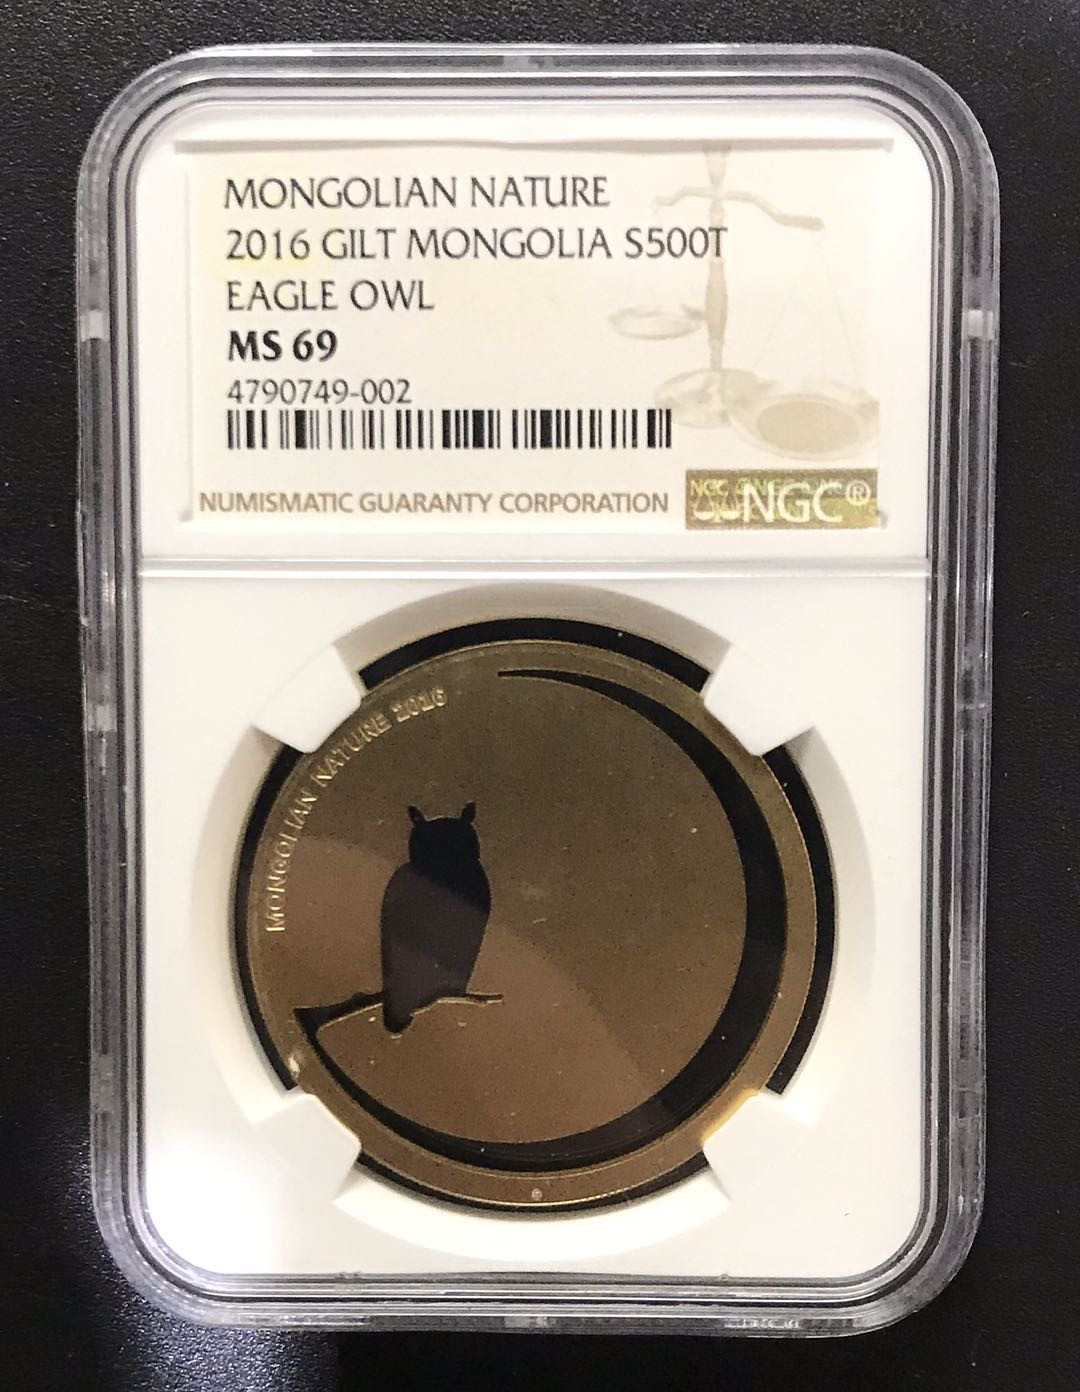 MONGOLIAN NATURE
2016 GILT MONGOLIA S500T
EAGLE OWL
MS 69
4790749-002
NUMISMATIC GUARANTY CORPORATION
NGC®
MONGOLIAN NATURE 2016